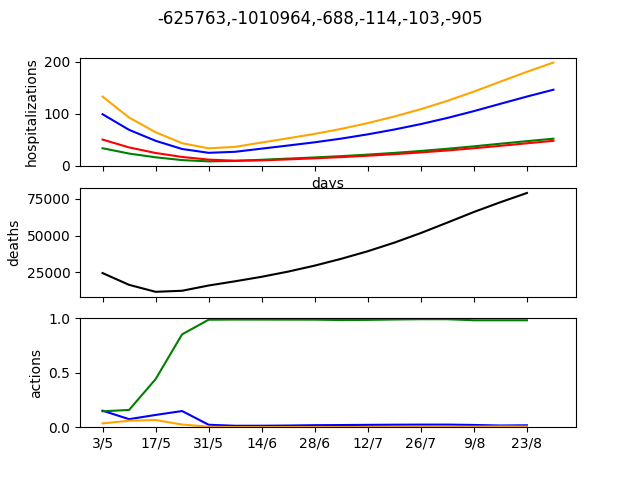 -625763,-1010964,-688,-114,-103,-905
hospitalizations
200
100
0
days
deaths
75000
50000
25000
actions
1.0
0.5
0.0
3/5 17/5 31/5 14/6 28/6 12/7 26/7 9/8 23/8